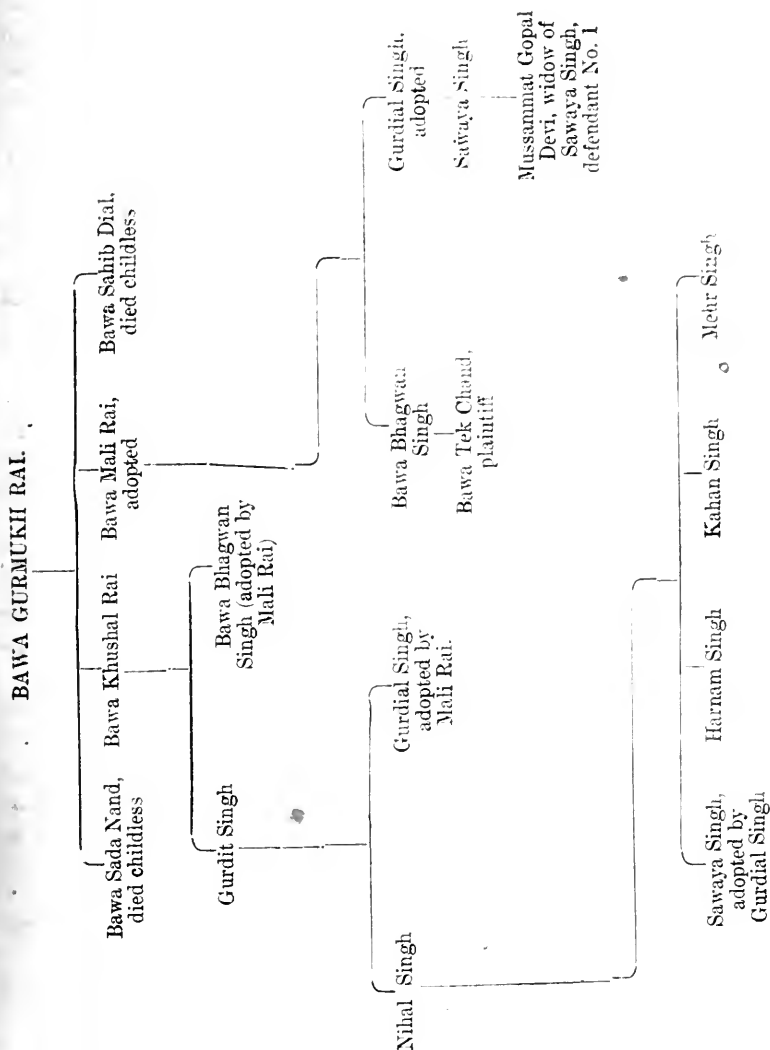 BAWA GURMUKH RAI.
Bawa Sada Nand,
died childless
Bawa Khushal Rai
Bawa Mali Rai,
adopted
Bawa Sahib Dial,
died childless
Gurdit Singh
Bawa Bhagwan
Singh (adopted by
Mali Rai)
Nihal Singh
Gurdial Singh,
adopted by
Mali Rai.
Bawa Bhagwan
Singh
Bawa Tek Chand,
plaintiff
Gurdial Singh,
adopted
Sawaya Singh
Mussammat Gopal
Devi, widow of
Sawaya Singh,
defendant No. 1
Sawaya Singh,
adopted by
Gurdial Singh
Harnam Singh
Kahan Singh
Mehr Singh